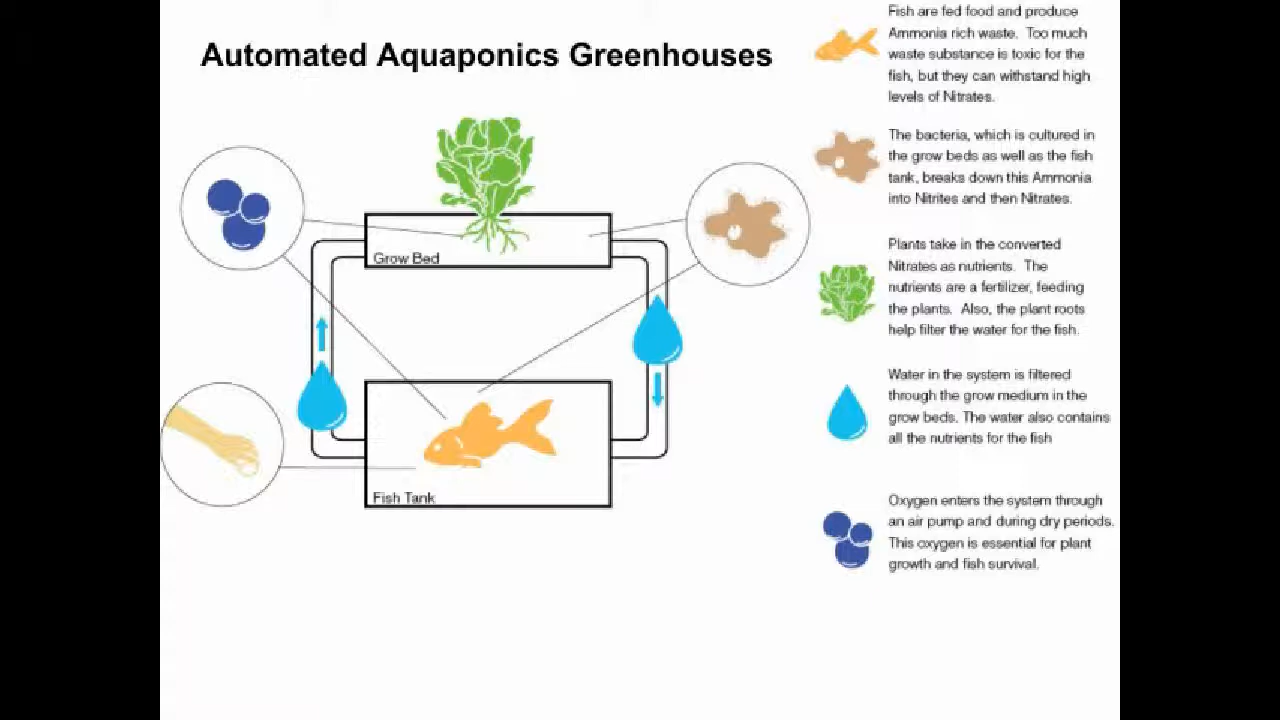 Automated Aquaponics Greenhouses
Grow Bed
Fish Tank
Fish are fed food and produce
Ammonia rich waste. Too much
waste substance is toxic for the
fish, but they can withstand high
levels of Nitrates.
The bacteria, which is cultured in
the grow beds as well as the fish
tank, breaks down this Ammonia
into Nitrites and then Nitrates.
Plants take in the converted
Nitrates as nutrients. The
nutrients are a fertilizer, feeding
the plants. Also, the plant roots
help filter the water for the fish.
Water in the system is filtered
through the grow medium in the
grow beds. The water also contains
all the nutrients for the fish
Oxygen enters the system through
an air pump and during dry periods.
This oxygen is essential for plant
growth and fish survival.